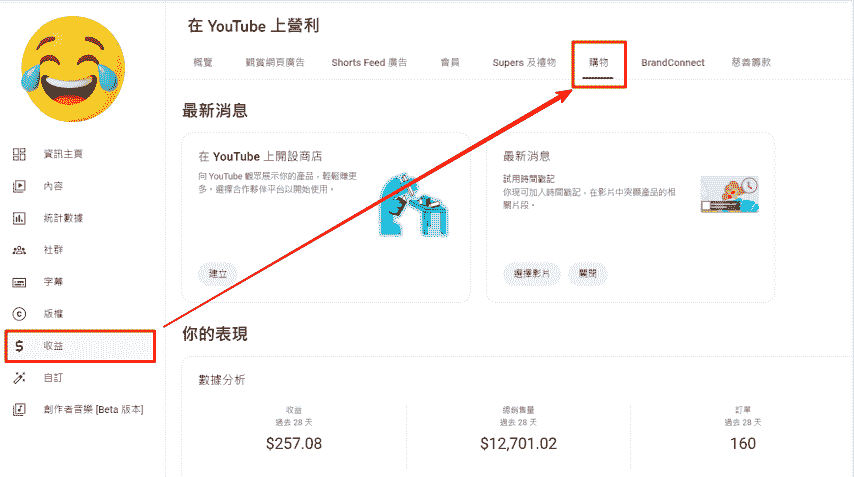 在 YouTube 上營利
概覽
觀賞網頁廣告
Shorts Feed 廣告
會員
Supers 及禮物
購物
BrandConnect
慈善籌款
資訊主頁
內容
統計數據
社群
字幕
版權
收益
自訂
創作者音樂 [Beta 版本]
最新消息
在 YouTube 上開設商店
向 YouTube 觀眾展示你的產品，輕鬆賺更
多。選擇合作夥伴平台以開始使用。
建立
最新消息
試用時間戳記
你現可加入時間戳記，在影片中突顯產品的相
關片段。
選擇影片
關閉
你的表現
數據分析
收益
過去 28 天
$257.08
總銷售量
過去 28 天
$12,701.02
訂單
過去 28 天
160